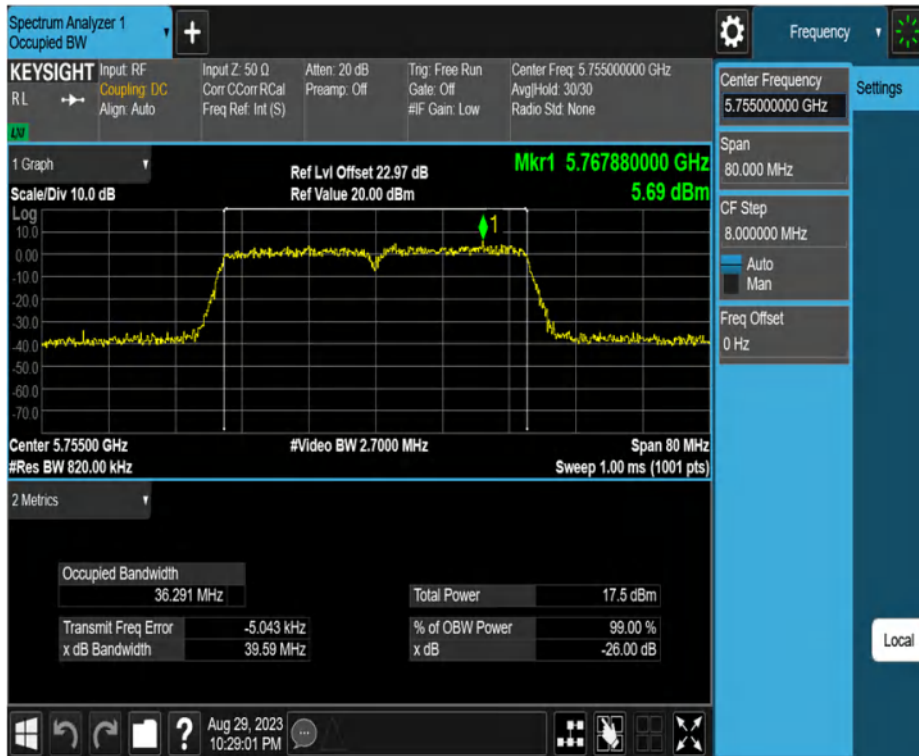 Spectrum Analyzer 1
Occupied BW
+
Frequency
KEYSIGHT
RL
LXI
Input: RF
Coupling: DC
Align: Auto
Input Z: 50 Ω
Corr CCorr RCal
Freq Ref: Int (S)
Atten: 20 dB
Preamp: Off
Trig: Free Run
Gate: Off
#IF Gain: Low
Center Freq: 5.755000000 GHz
Avg|Hold: 30/30
Radio Std: None
Center Frequency
5.755000000 GHz
Settings
Span
80.000 MHz
CF Step
8.000000 MHz
Auto
Man
Freq Offset
0 Hz
1 Graph
Scale/Div 10.0 dB
Ref Lvl Offset 22.97 dB
Ref Value 20.00 dBm
Mkr1 5.767880000 GHz
5.69 dBm
Log
10.0
0.00
-10.0
-20.0
-30.0
-40.0
-50.0
-60.0
-70.0
1
Center 5.75500 GHz
#Video BW 2.7000 MHz
Span 80 MHz
#Res BW 820.00 kHz
Sweep 1.00 ms (1001 pts)
2 Metrics
Occupied Bandwidth
36.291 MHz
Total Power 17.5 dBm
Transmit Freq Error -5.043 kHz
% of OBW Power 99.00 %
x dB Bandwidth 39.59 MHz
x dB -26.00 dB
Local
?
Aug 29, 2023
10:29:01 PM